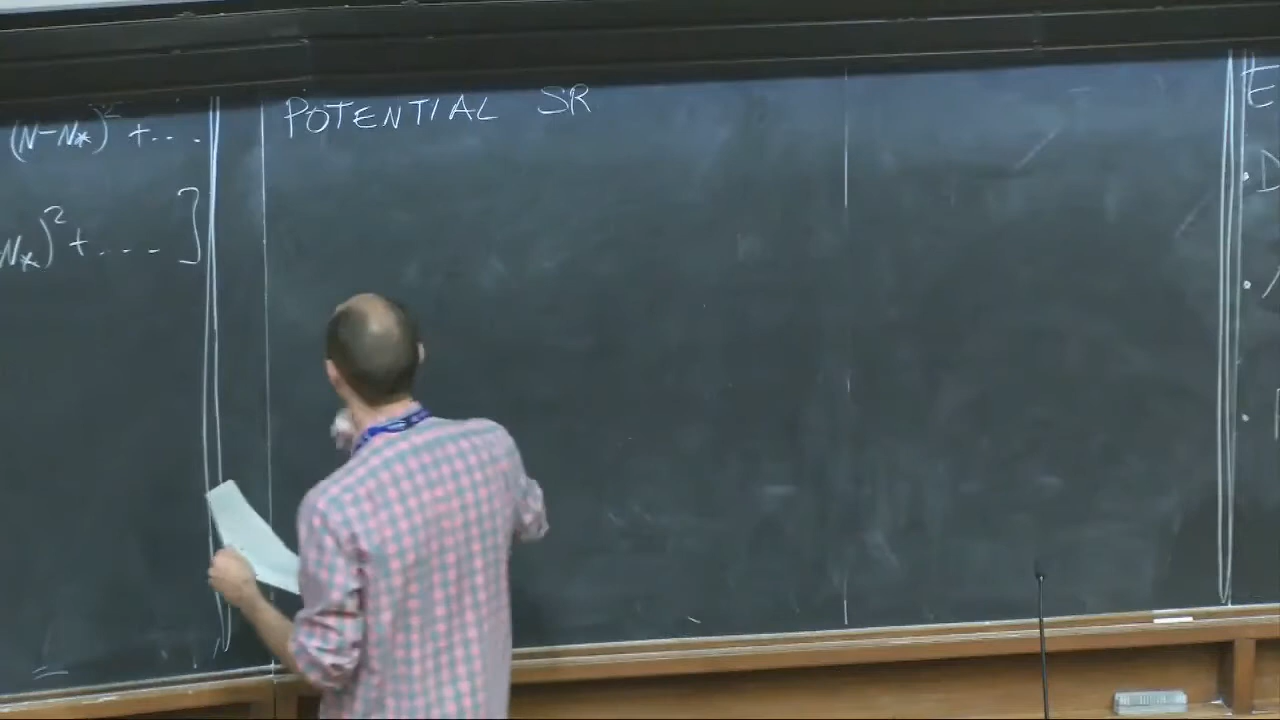 (N-N*)² + ...
N*)² + .... ]
POTENTIAL SR
E
D